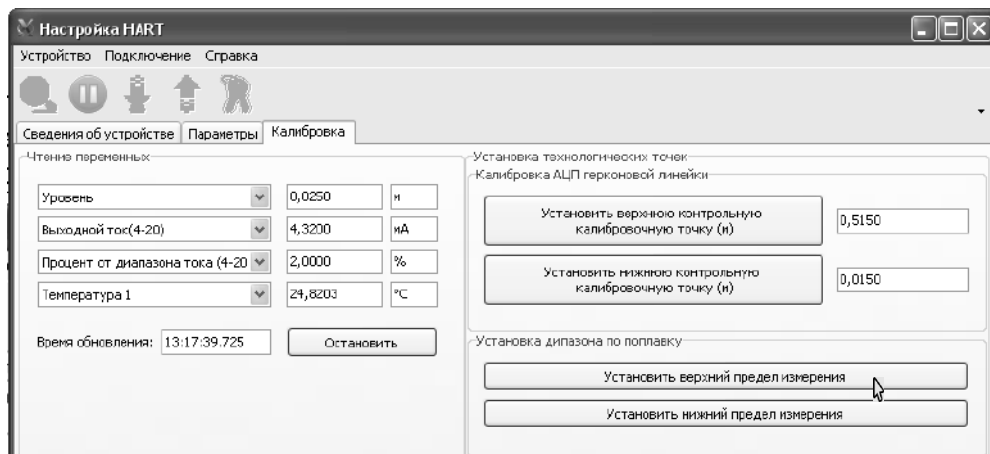 Настройка HART
Устройство Подключение Справка
Сведения об устройстве Параметры Калибровка
Чтение переменных
Уровень 0,0250 м
Выходной ток(4-20) 4,3200 мА
Процент от диапазона тока (4-20 2,0000 %
Температура 1 24,8203 °C
Время обновления: 13:17:39.725 Остановить
Установка технологических точек
Калибровка АЦП герконовой линейки
Установить верхнюю контрольную
калибровочную точку (м) 0,5150
Установить нижнюю контрольную
калибровочную точку (м) 0,0150
Установка дипазона по поплавку
Установить верхний предел измерения
Установить нижний предел измерения